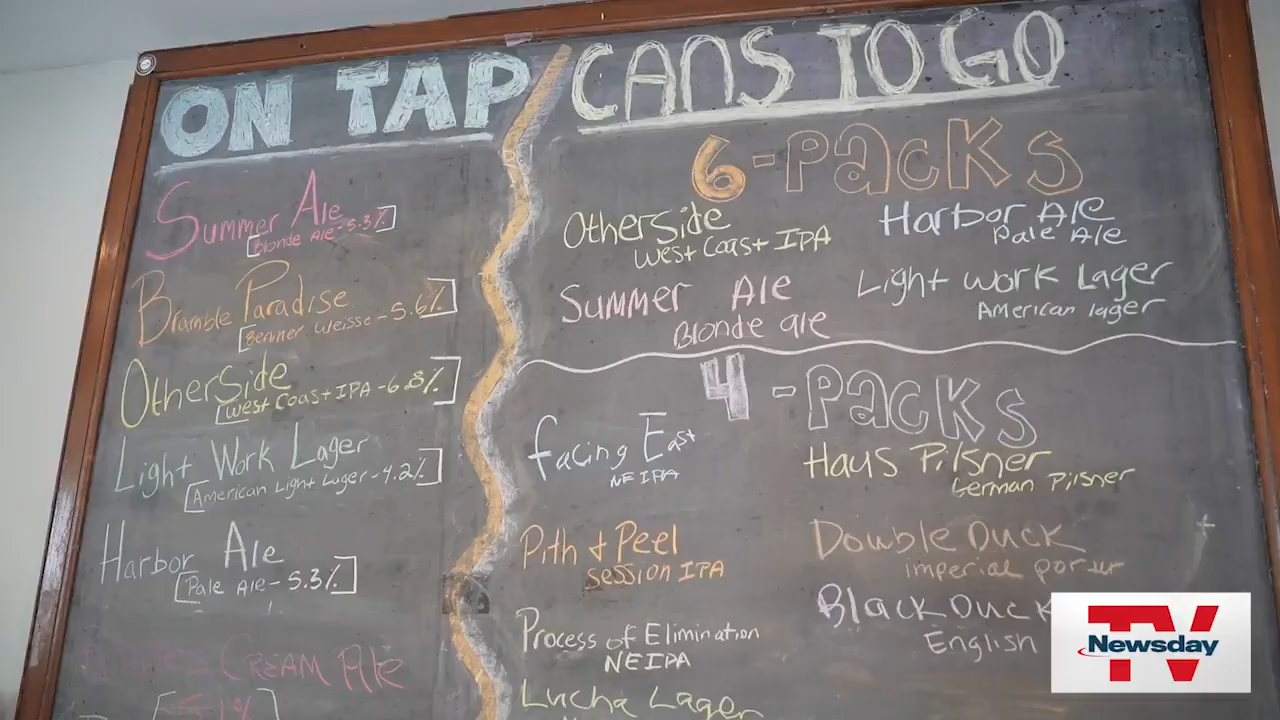 ON TAP
Summer Ale
[Blonde Ale-5.3%]
Bramble Paradise
[Berliner Weisse-5.6%]
Otherside
[West Coast IPA-6.8%]
Light Work Lager
[American Light Lager-4.2%]
Harbor Ale
[Pale Ale-5.3%]
Cream Ale
[5.1%]
CANS TO GO
6-Packs
Otherside
West Coast IPA
Harbor Ale
Pale Ale
Summer Ale
Blonde ale
Light Work Lager
American lager
4-Packs
Facing East
NEIPA
Haus Pilsner
German Pilsner
Pith & Peel
Session IPA
Double Duck
imperial porter
Process of Elimination
NEIPA
Black Duck
English
Lucha Lager
Newsday TV